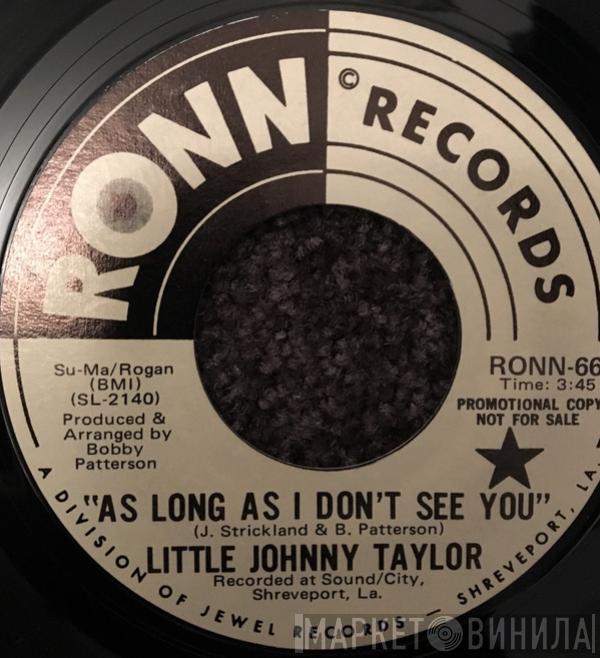 RONN RECORDS
©
Su-Ma/Rogan
(BMI)
(SL-2140)
Produced &
Arranged by
Bobby
Patterson
RONN-66
Time: 3:45
PROMOTIONAL COPY
NOT FOR SALE
"AS LONG AS I DON'T SEE YOU"
(J. Strickland & B. Patterson)
LITTLE JOHNNY TAYLOR
Recorded at Sound/City,
Shreveport, La.
A DIVISION OF JEWEL RECORDS — SHREVEPORT, LA.
МАРКЕТ ВИНИЛА